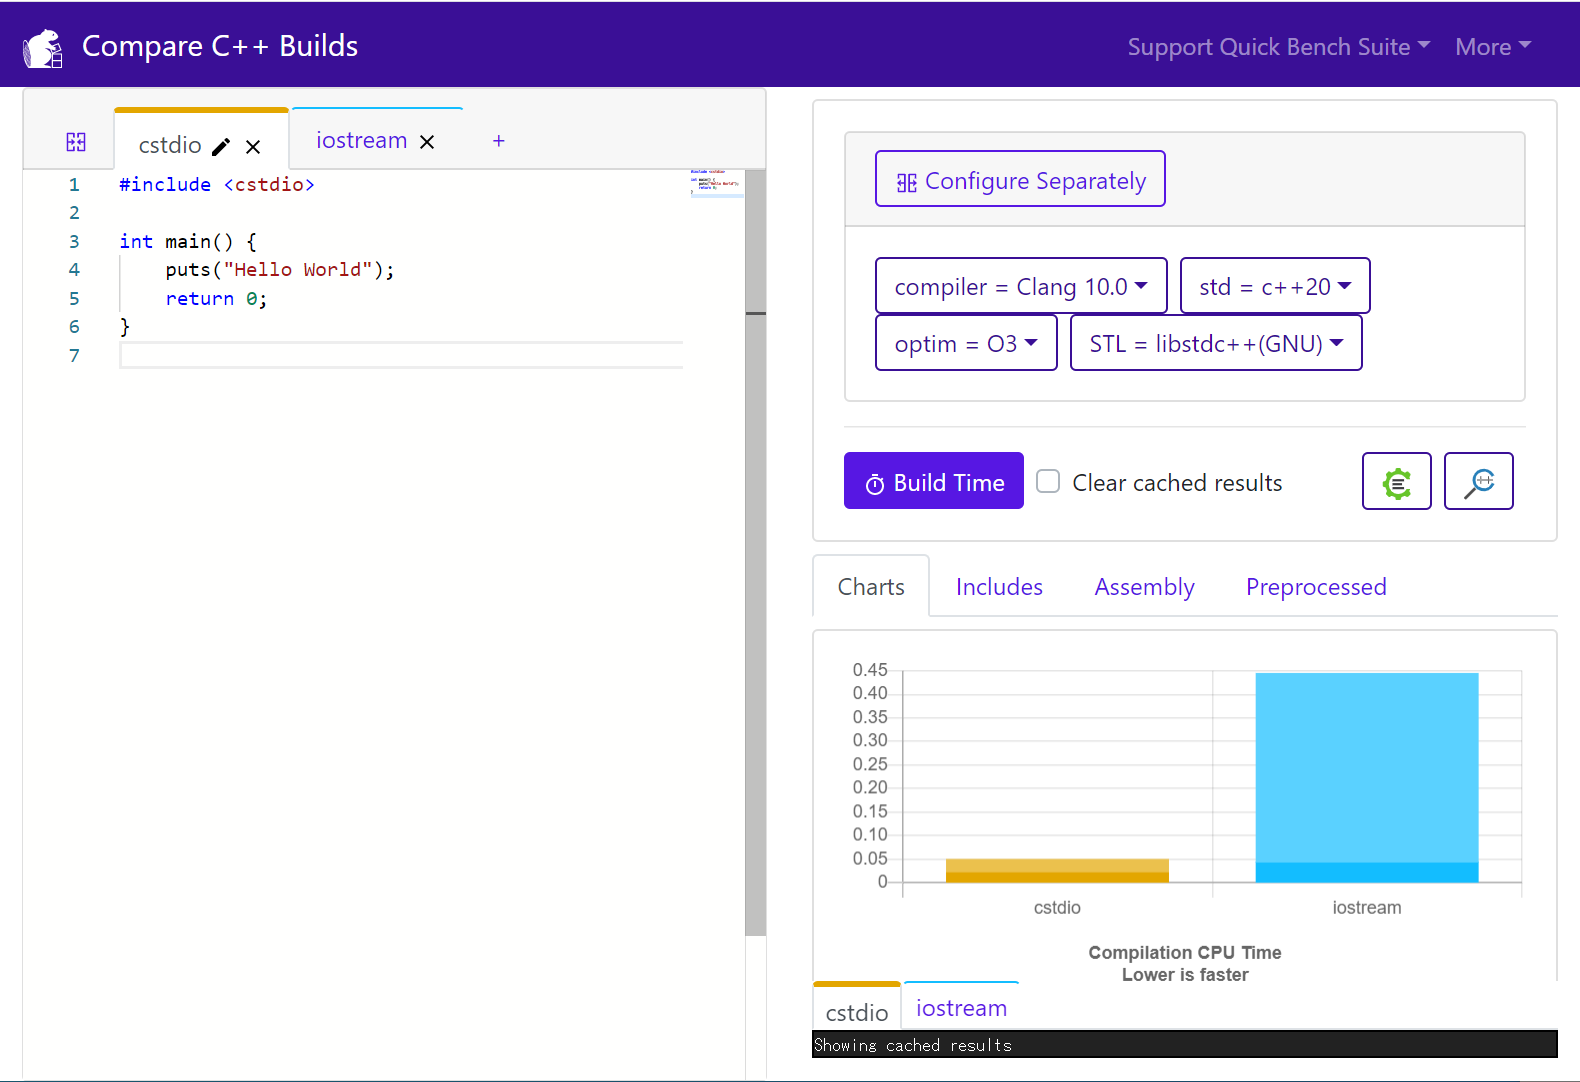 Compare C++ Builds
Support Quick Bench Suite
More
cstdio
iostream
+
1 #include <cstdio>
2
3 int main() {
4 puts("Hello World");
5 return 0;
6 }
7
Configure Separately
compiler = Clang 10.0
std = c++20
optim = O3
STL = libstdc++(GNU)
Build Time
Clear cached results
Charts
Includes
Assembly
Preprocessed
0.45
0.40
0.35
0.30
0.25
0.20
0.15
0.10
0.05
0
cstdio
iostream
Compilation CPU Time
Lower is faster
cstdio
iostream
Showing cached results